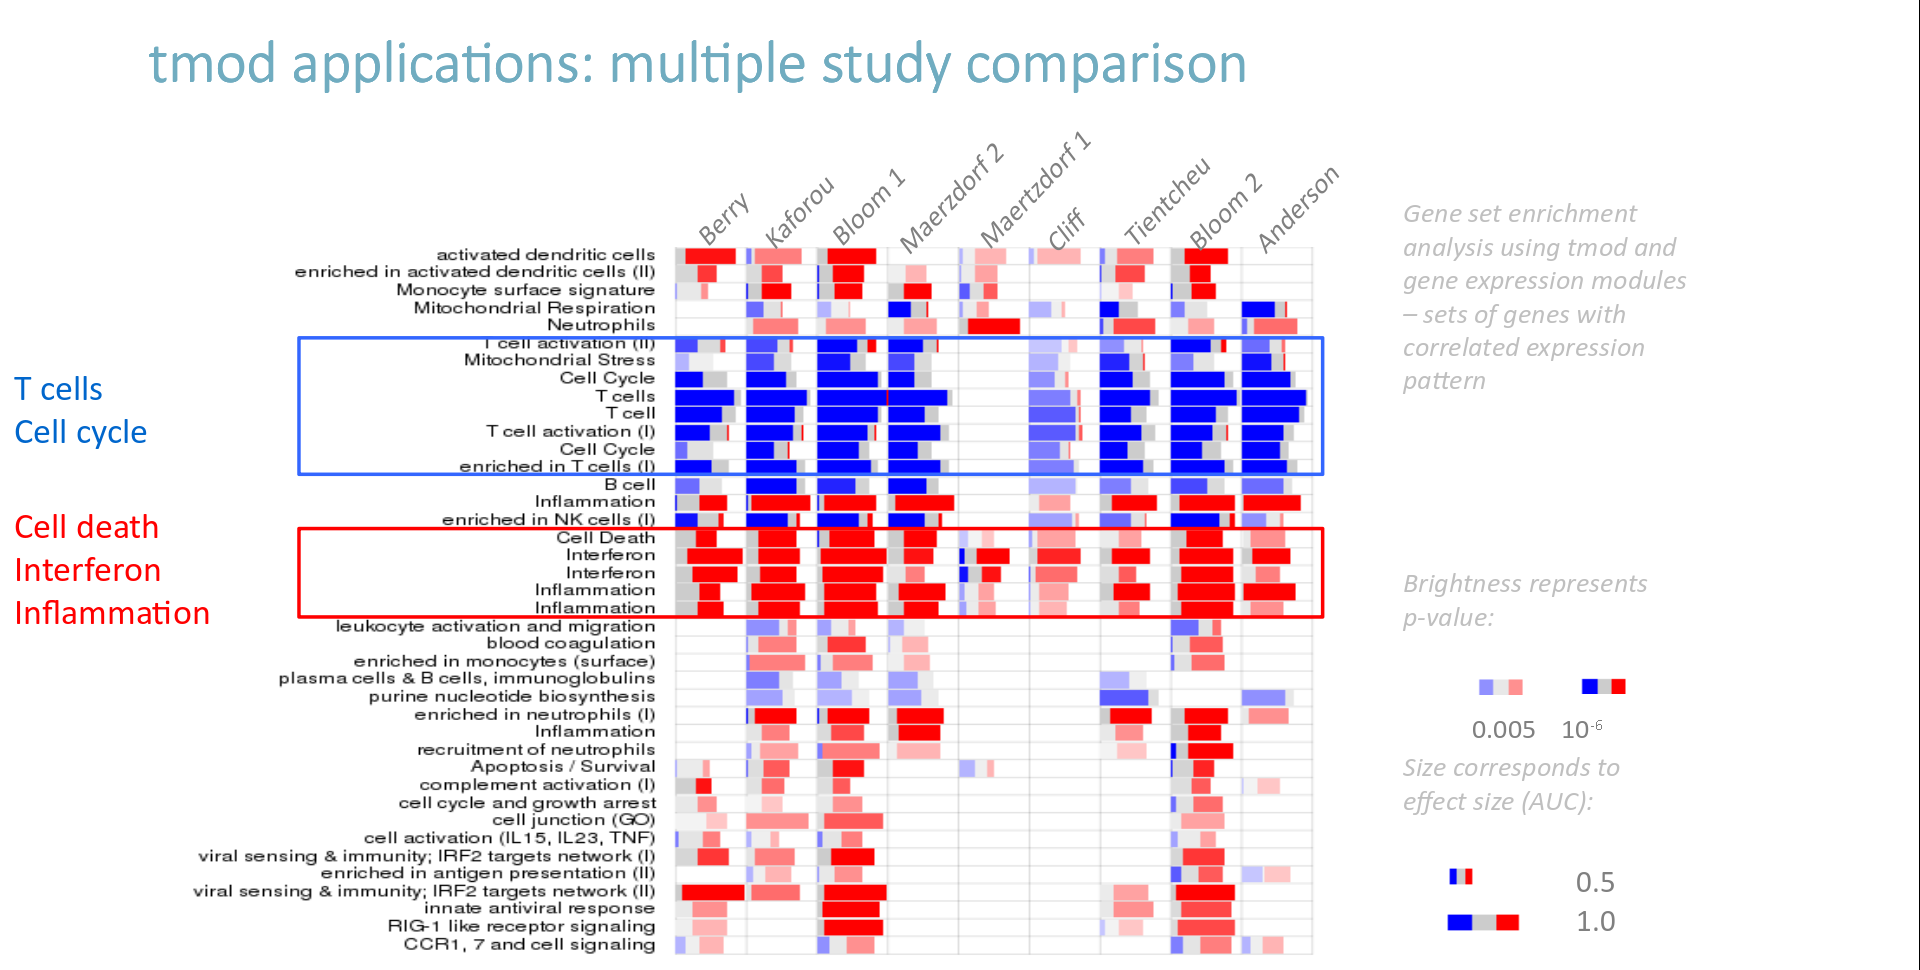 tmod applications: multiple study comparison
Berry
Kaforou
Bloom 1
Maerzdorf 2
Maertzdorf 1
Cliff
Tientcheu
Bloom 2
Anderson
activated dendritic cells
enriched in activated dendritic cells (II)
Monocyte surface signature
Mitochondrial Respiration
Neutrophils
T cell activation (II)
Mitochondrial Stress
Cell Cycle
T cells
T cell
T cell activation (I)
Cell Cycle
enriched in T cells (I)
B cell
Inflammation
enriched in NK cells (I)
Cell Death
Interferon
Interferon
Inflammation
Inflammation
leukocyte activation and migration
blood coagulation
enriched in monocytes (surface)
plasma cells & B cells, immunoglobulins
purine nucleotide biosynthesis
enriched in neutrophils (I)
Inflammation
recruitment of neutrophils
Apoptosis / Survival
complement activation (I)
cell cycle and growth arrest
cell junction (GO)
cell activation (IL15, IL23, TNF)
viral sensing & immunity; IRF2 targets network (I)
enriched in antigen presentation (II)
viral sensing & immunity; IRF2 targets network (II)
innate antiviral response
RIG-1 like receptor signaling
CCR1, 7 and cell signaling
T cells
Cell cycle
Cell death
Interferon
Inflammation
Gene set enrichment
analysis using tmod and
gene expression modules
– sets of genes with
correlated expression
pattern
Brightness represents
p-value:
0.005 10-6
Size corresponds to
effect size (AUC):
0.5
1.0